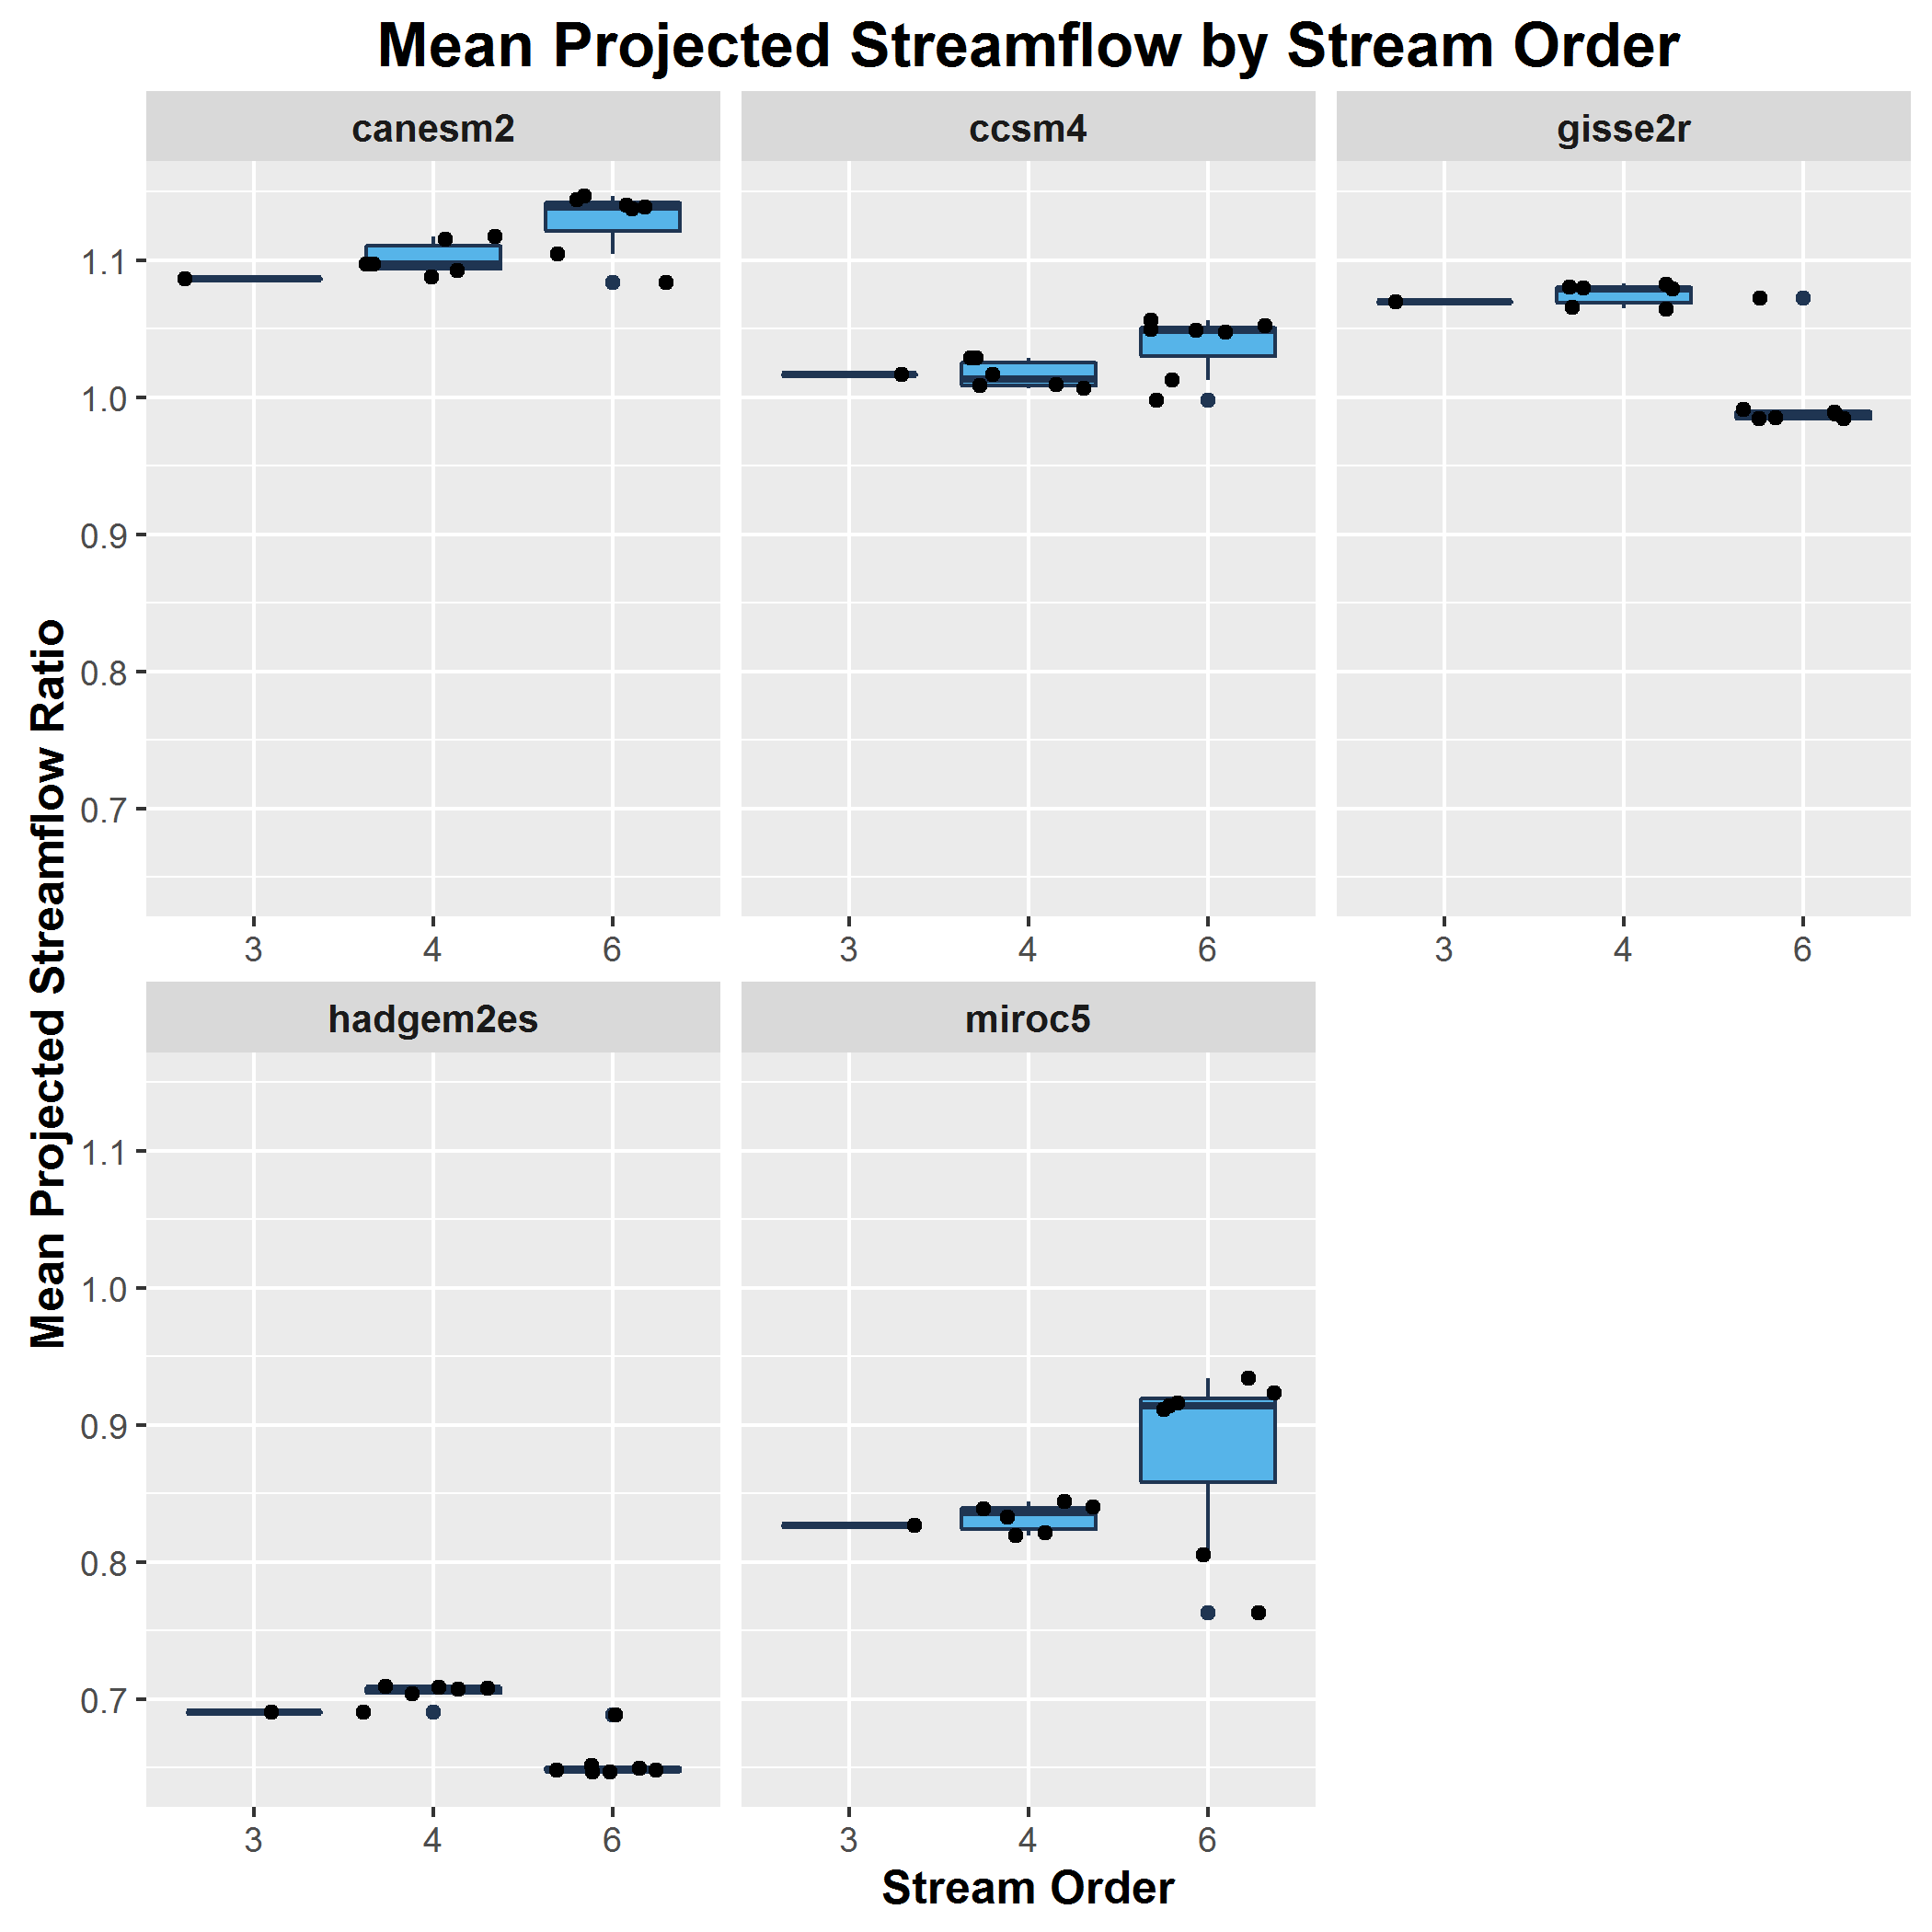 Mean Projected Streamflow by Stream Order
canesm2 ccsm4 gisse2r
1.1
1.0
0.9
0.8
0.7
3 4 6 3 4 6 3 4 6
Mean Projected Streamflow Ratio
hadgem2es miroc5
1.1
1.0
0.9
0.8
0.7
3 4 6 3 4 6
Stream Order